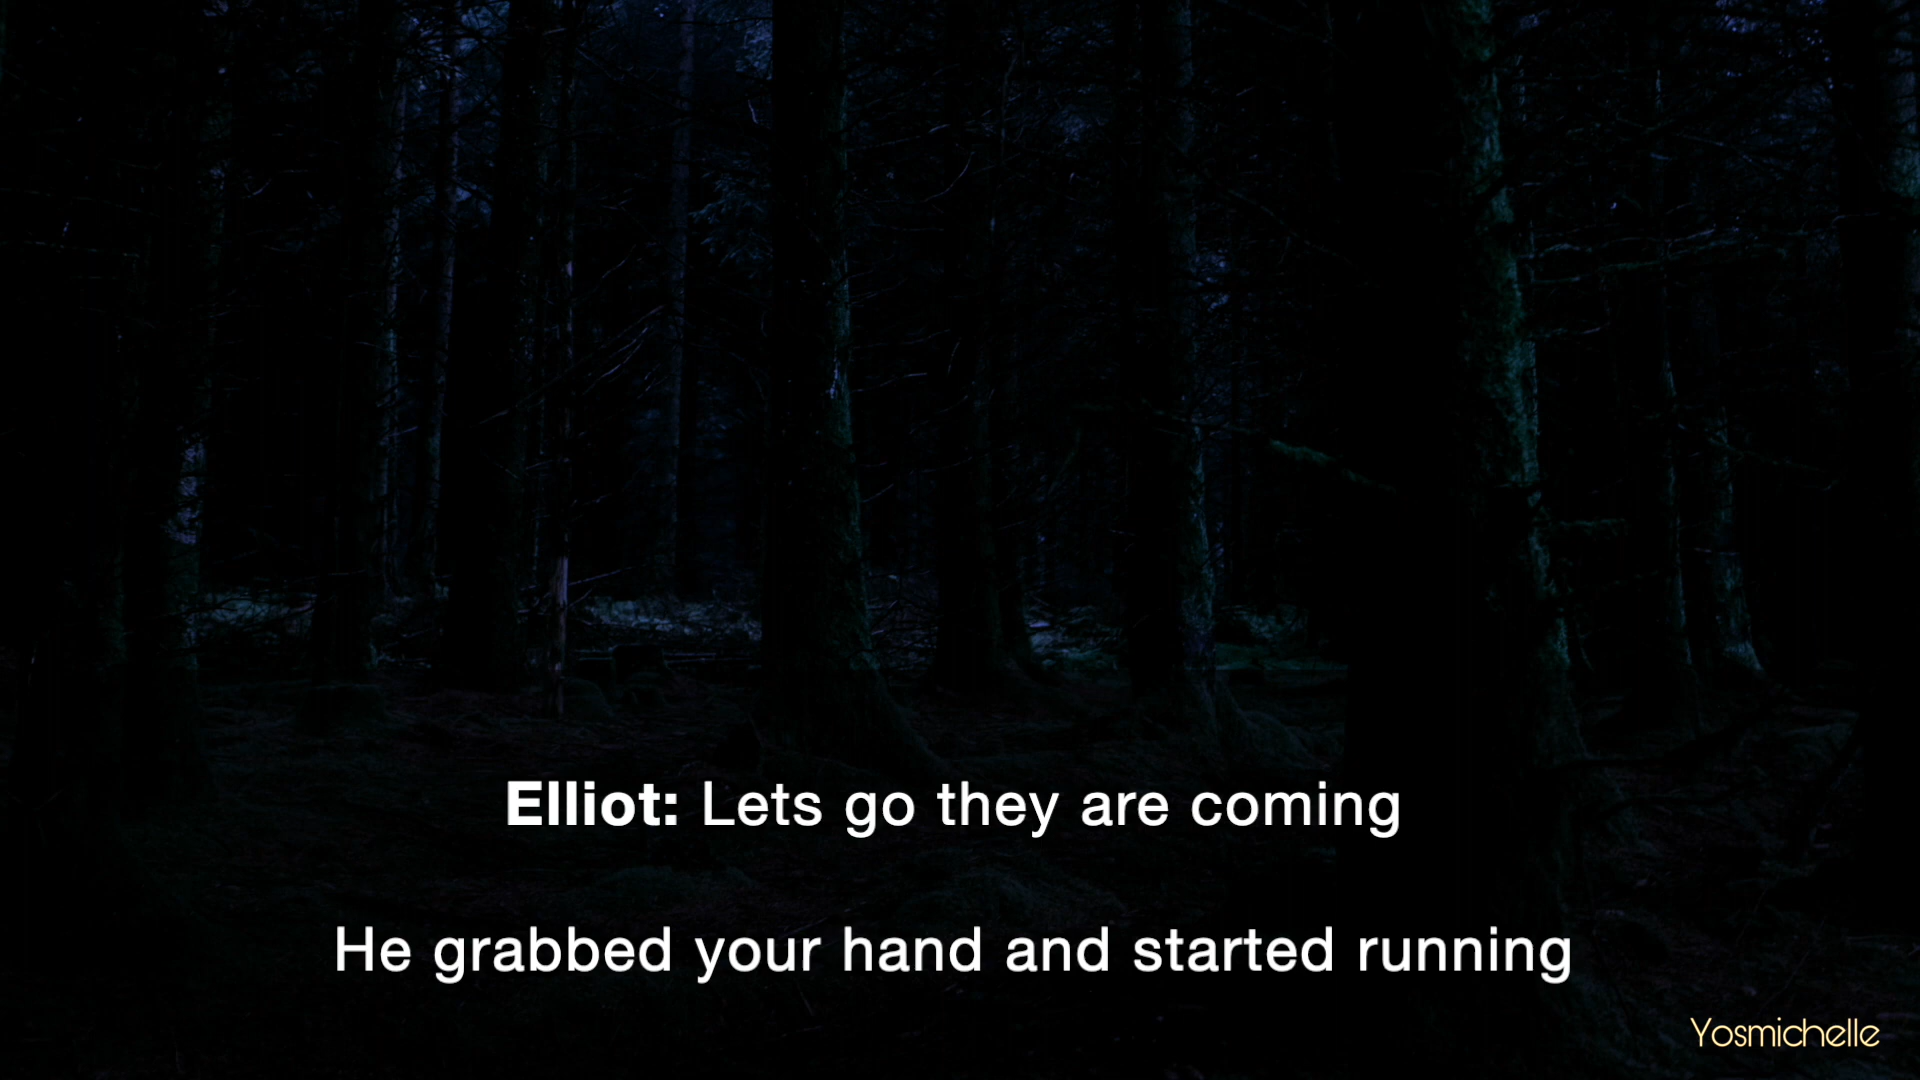 Elliot: Lets go they are coming
He grabbed your hand and started running
Yosmichelle